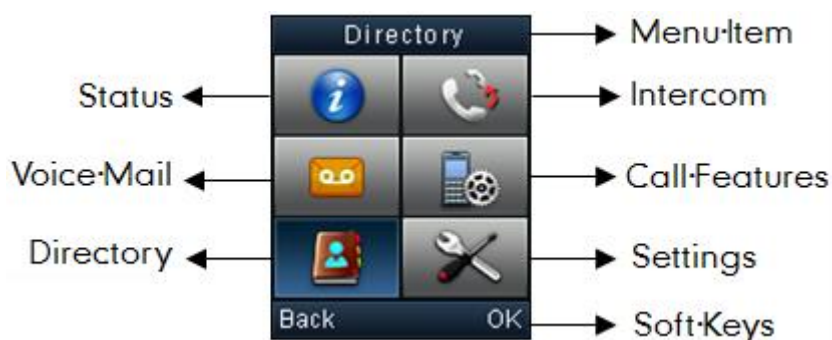 Directory
Menu·Item
Status
Intercom
Voice·Mail
Call·Features
Directory
Settings
Back
OK
Soft·Keys